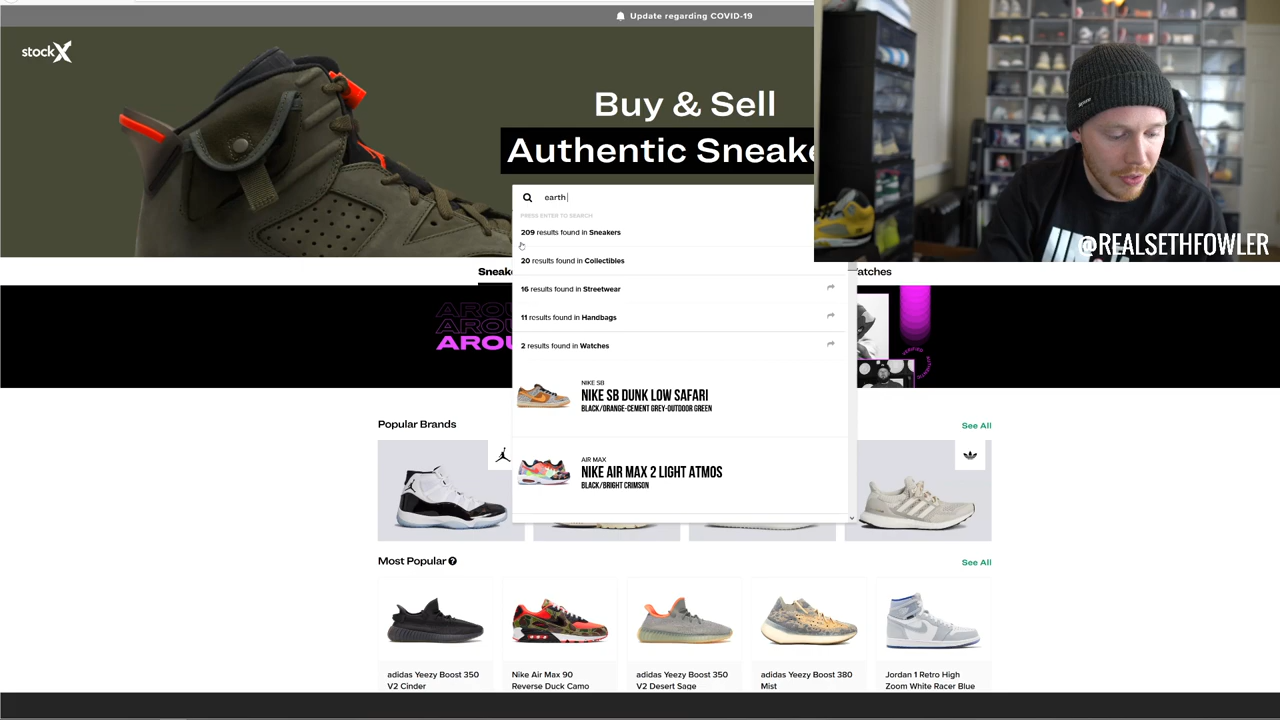 Update regarding COVID-19
stockX
Buy & Sell
Authentic Sneake
earth
PRESS ENTER TO SEARCH
209 results found in Sneakers
20 results found in Collectibles
16 results found in Streetwear
11 results found in Handbags
2 results found in Watches
NIKE SB
NIKE SB DUNK LOW SAFARI
BLACK/ORANGE-CEMENT GREY-OUTDOOR GREEN
AIR MAX
NIKE AIR MAX 2 LIGHT ATMOS
BLACK/BRIGHT CRIMSON
@REALSETHFOWLER
Sneak
atches
AROU
AROU
AROU
Popular Brands
See All
Most Popular
See All
adidas Yeezy Boost 350
V2 Cinder
Nike Air Max 90
Reverse Duck Camo
adidas Yeezy Boost 350
V2 Desert Sage
adidas Yeezy Boost 380
Mist
Jordan 1 Retro High
Zoom White Racer Blue